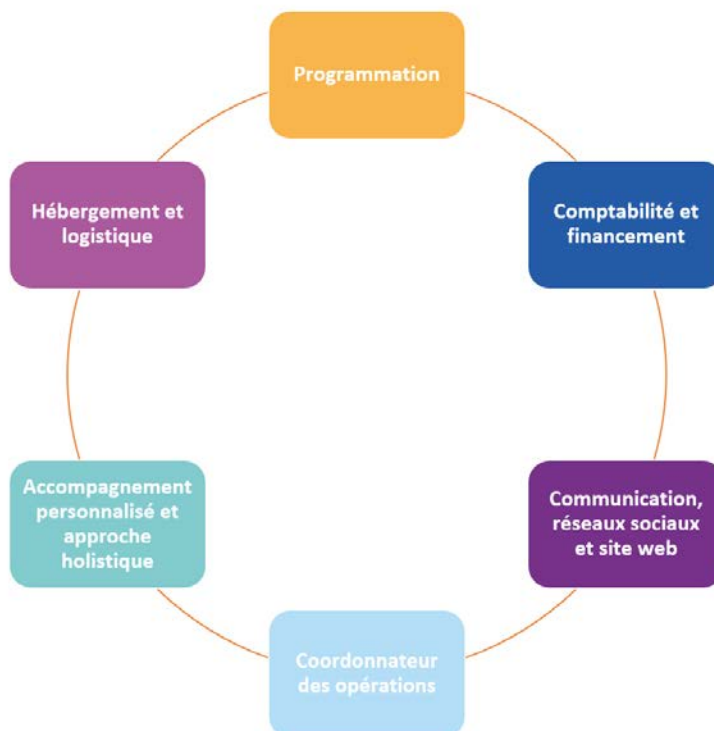 Programmation
Hébergement et
logistique
Comptabilité et
financement
Accompagnement
personnalisé et
approche
holistique
Communication,
réseaux sociaux
et site web
Coordonnateur
des opérations